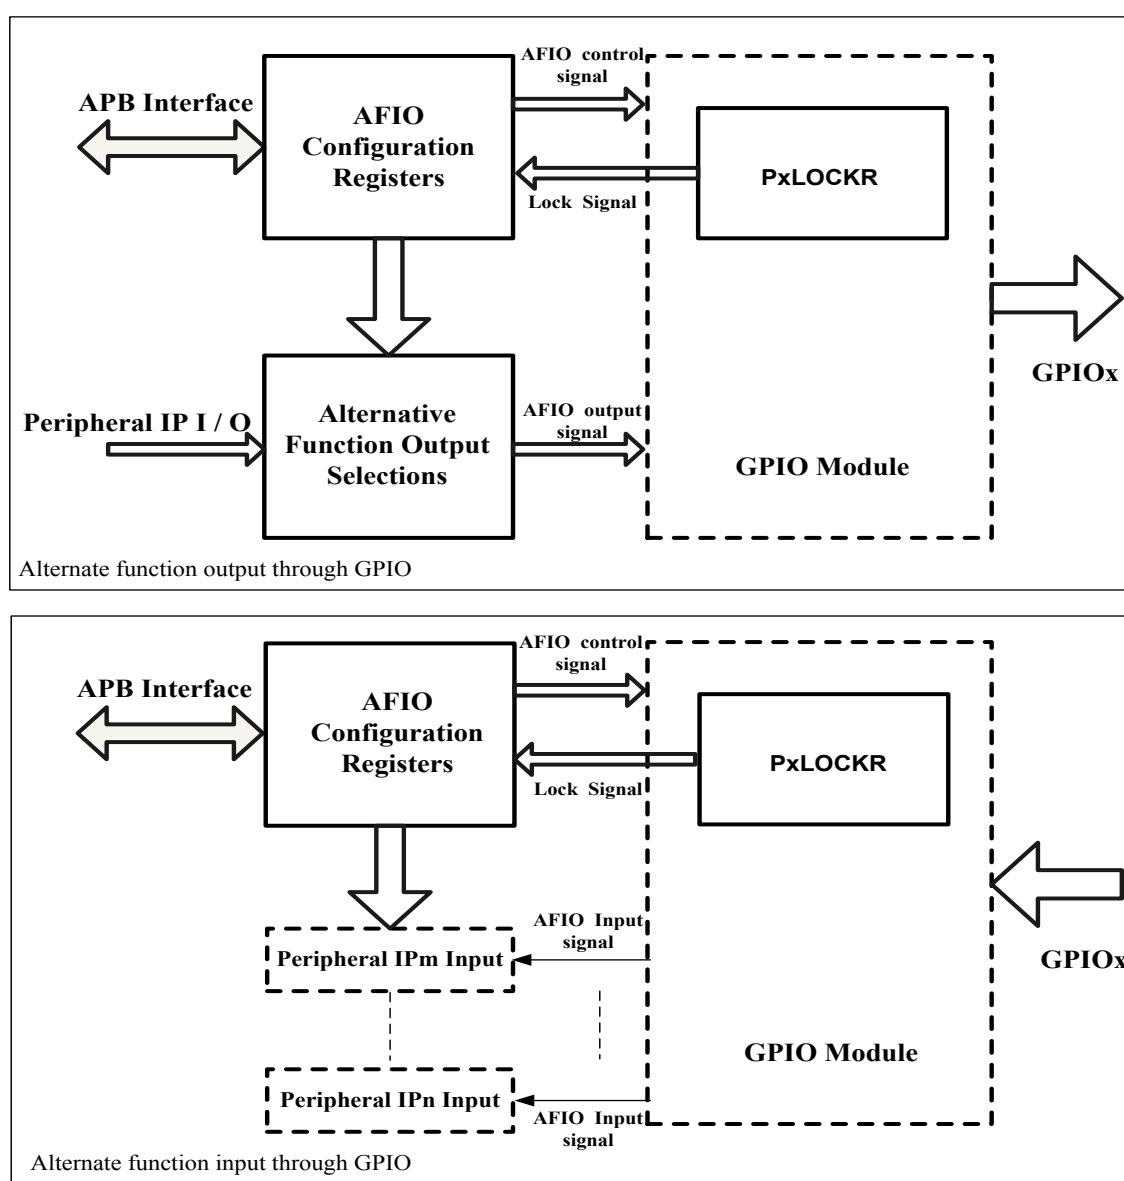 AFIO control
signal
APB Interface
AFIO
Configuration
Registers
PxLOCKR
Lock Signal
GPIOx
Peripheral IP I / O
Alternative
Function Output
Selections
AFIO output
signal
GPIO Module
Alternate function output through GPIO
AFIO control
signal
APB Interface
AFIO
Configuration
Registers
PxLOCKR
Lock Signal
AFIO Input
signal
Peripheral IPm Input
GPIOx
GPIO Module
Peripheral IPn Input
AFIO Input
signal
Alternate function input through GPIO